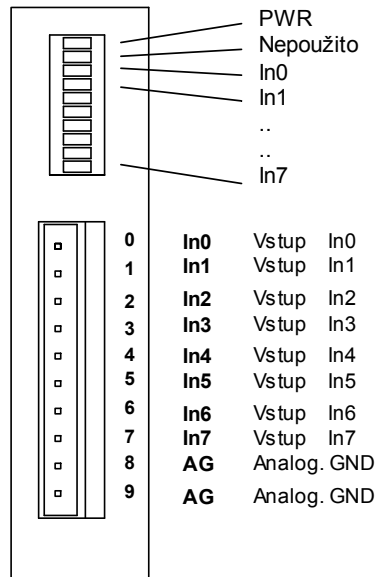 PWR
Nepoužito
In0
In1
..
..
In7
0 In0 Vstup In0
1 In1 Vstup In1
2 In2 Vstup In2
3 In3 Vstup In3
4 In4 Vstup In4
5 In5 Vstup In5
6 In6 Vstup In6
7 In7 Vstup In7
8 AG Analog. GND
9 AG Analog. GND